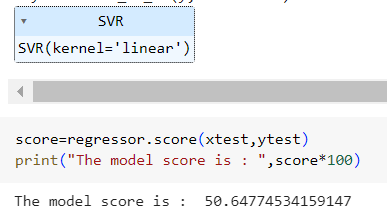 SVR
SVR(kernel='linear')
score=regressor.score(xtest,ytest)
print("The model score is : ",score*100)
The model score is :  50.64774534159147